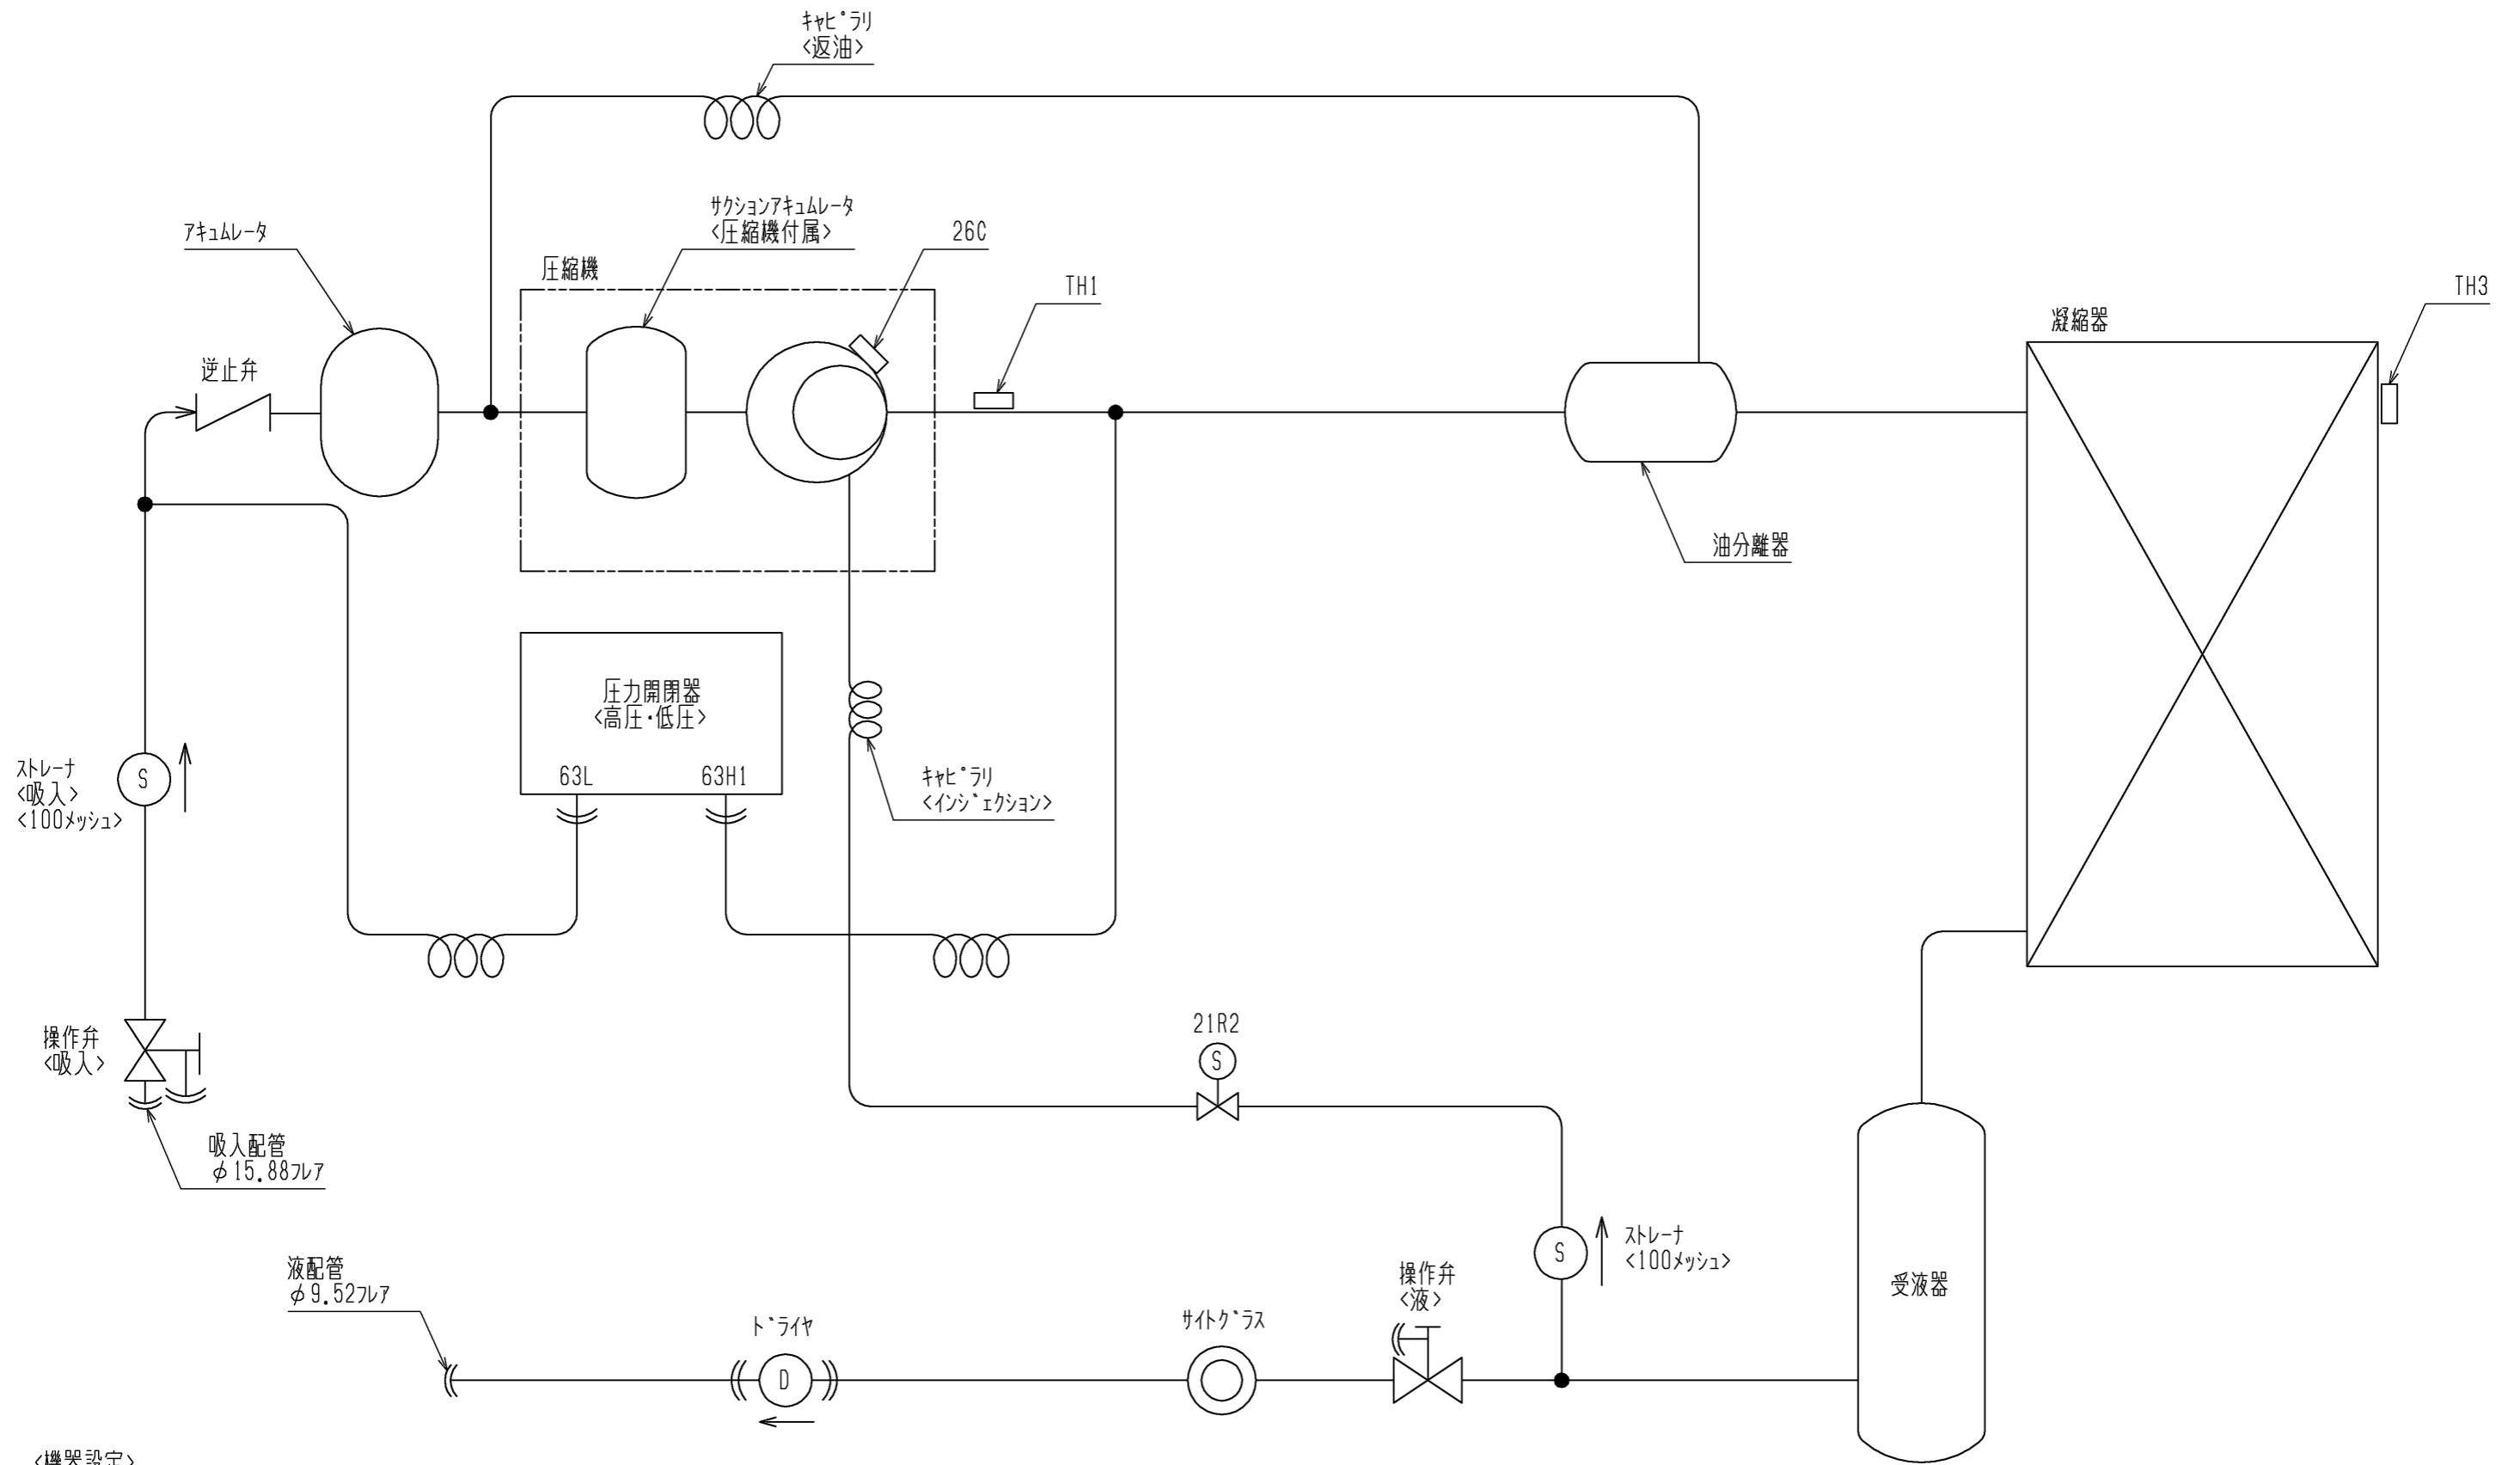 ｷｬﾋﾟﾗﾘ
<返油>
ｻｸｼｮﾝｱｷｭﾑﾚｰﾀ
<圧縮機付属>
ｱｷｭﾑﾚｰﾀ
26C
圧縮機
TH1
TH3
凝縮器
逆止弁
油分離器
圧力開閉器
<高圧・低圧>
63L
63H1
ｽﾄﾚｰﾅ
<吸入>
<100ﾒｯｼｭ>
ｷｬﾋﾟﾗﾘ
<ｲﾝｼﾞｪｸｼｮﾝ>
S
21R2
S
操作弁
<吸入>
吸入配管
φ15.88ﾌﾚｱ
液配管
φ9.52ﾌﾚｱ
ﾄﾞﾗｲﾔ
D
ｻｲﾄｸﾞﾗｽ
操作弁
<液>
S
ｽﾄﾚｰﾅ
<100ﾒｯｼｭ>
受液器
<機器設定>